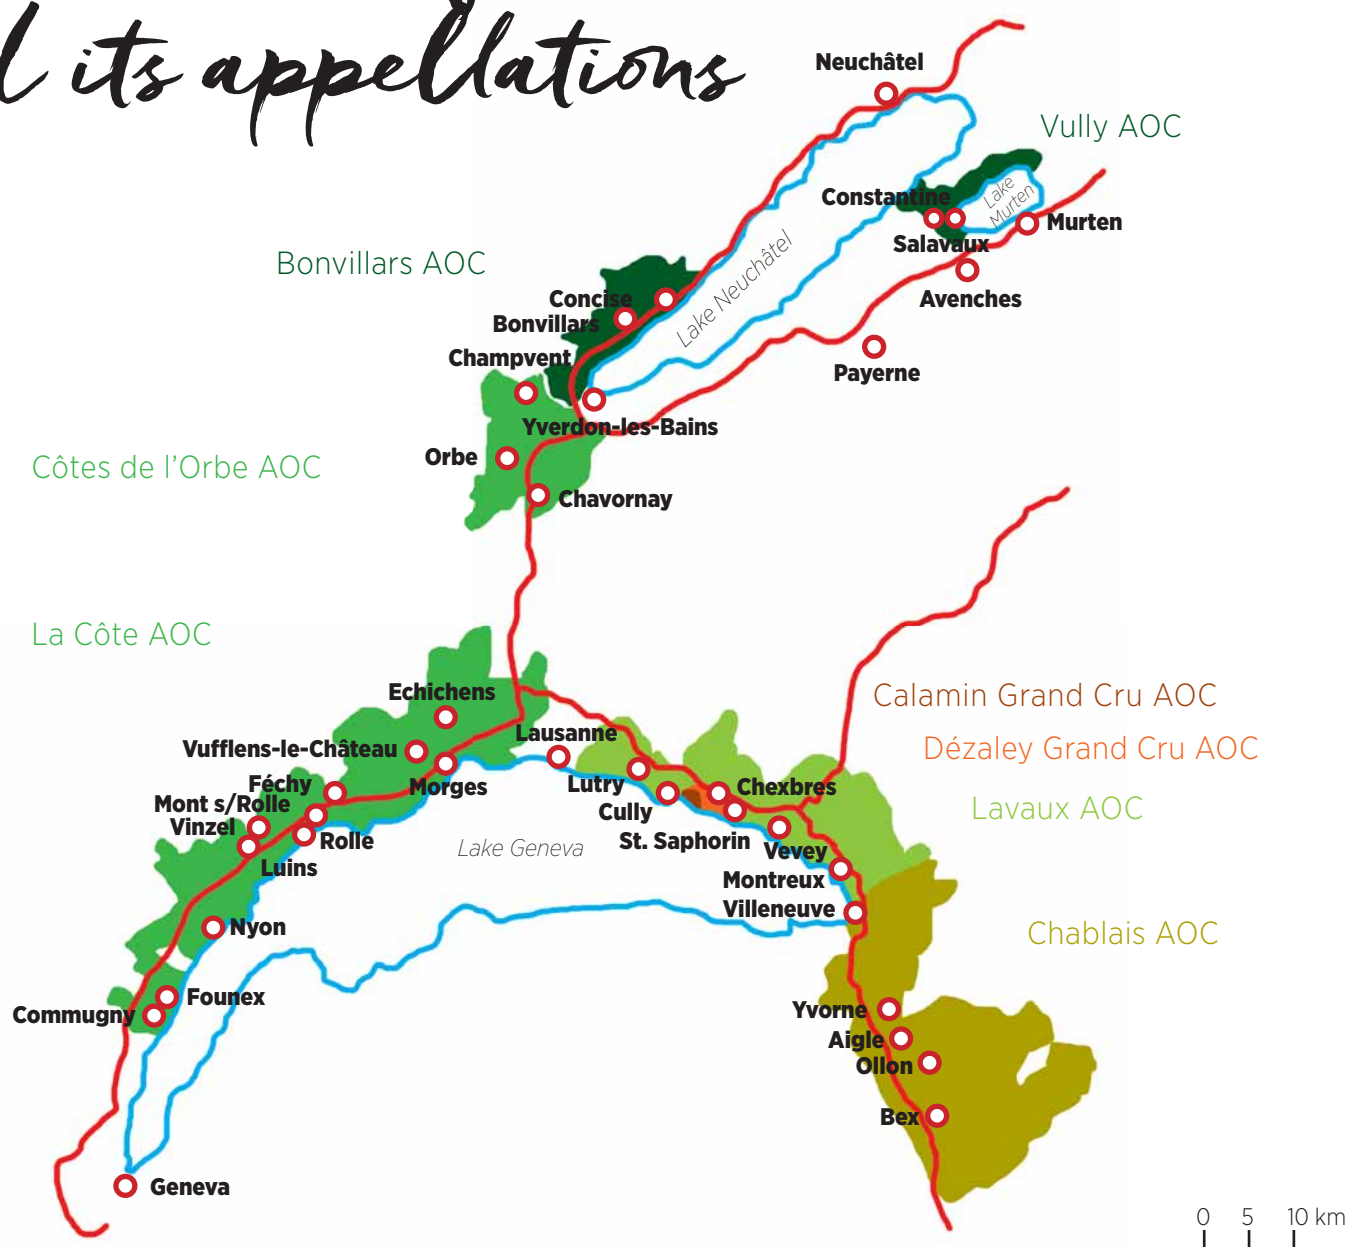 its appellations
Neuchâtel
Vully AOC
Constantine
Lake
Murten
Murten
Salavaux
Bonvillars AOC
Lake Neuchâtel
Avenches
Concise
Bonvillars
Champvent
Payerne
Yverdon-les-Bains
Orbe
Côtes de l’Orbe AOC
Chavornay
La Côte AOC
Echichens
Calamin Grand Cru AOC
Lausanne
Vufflens-le-Château
Dézaley Grand Cru AOC
Féchy
Morges
Lutry
Chexbres
Mont s/Rolle
Cully
Lavaux AOC
Vinzel
Rolle
Lake Geneva
St. Saphorin
Vevey
Luins
Montreux
Villeneuve
Nyon
Chablais AOC
Founex
Commugny
Yvorne
Aigle
Ollon
Bex
Geneva
0 5 10 km